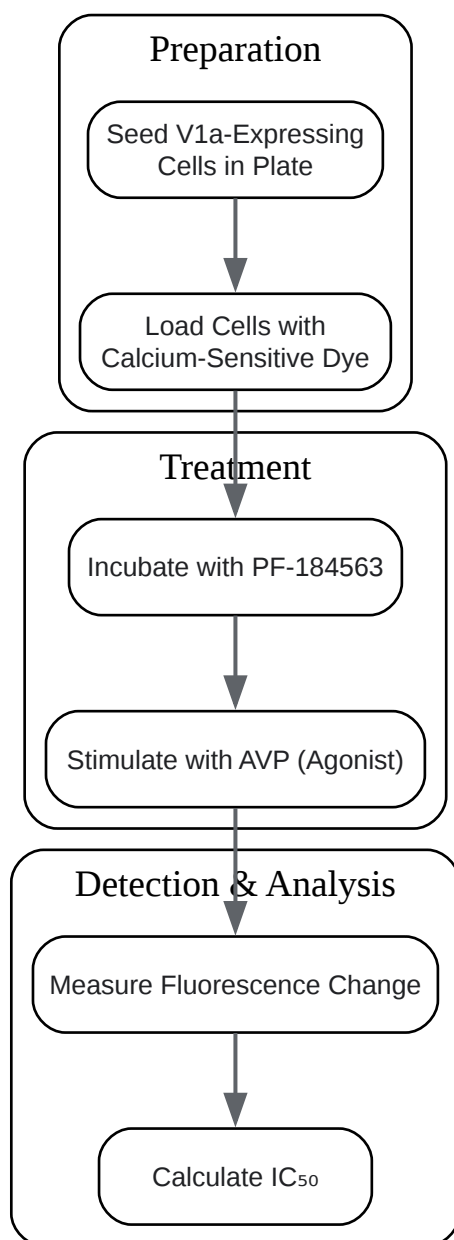 Preparation
Seed V1a-Expressing
Cells in Plate
Load Cells with
Calcium-Sensitive Dye
Treatment
Incubate with PF-184563
Stimulate with AVP (Agonist)
Detection & Analysis
Measure Fluorescence Change
Calculate IC₅₀